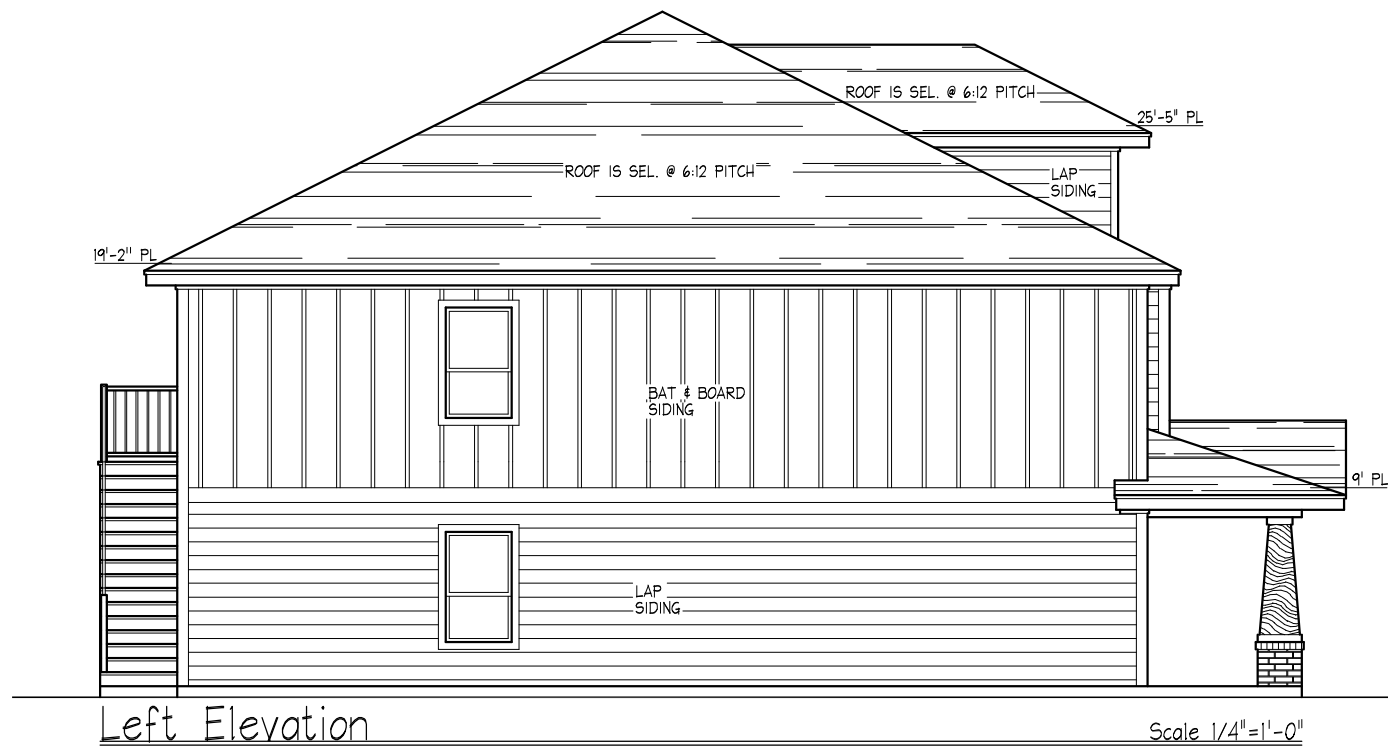 ROOF IS SEL. @ 6:12 PITCH
25'-5" PL
ROOF IS SEL. @ 6:12 PITCH
LAP
SIDING
19'-2" PL
BAT & BOARD
SIDING
9' PL
LAP
SIDING
Left Elevation
Scale 1/4"=1'-0"